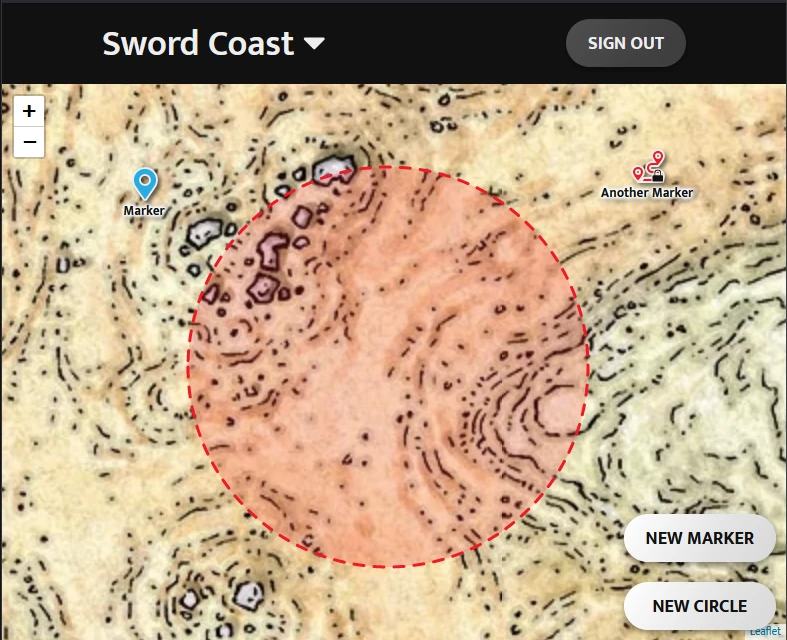 Sword Coast
SIGN OUT
+
−
Marker
Another Marker
NEW MARKER
NEW CIRCLE
Leaflet